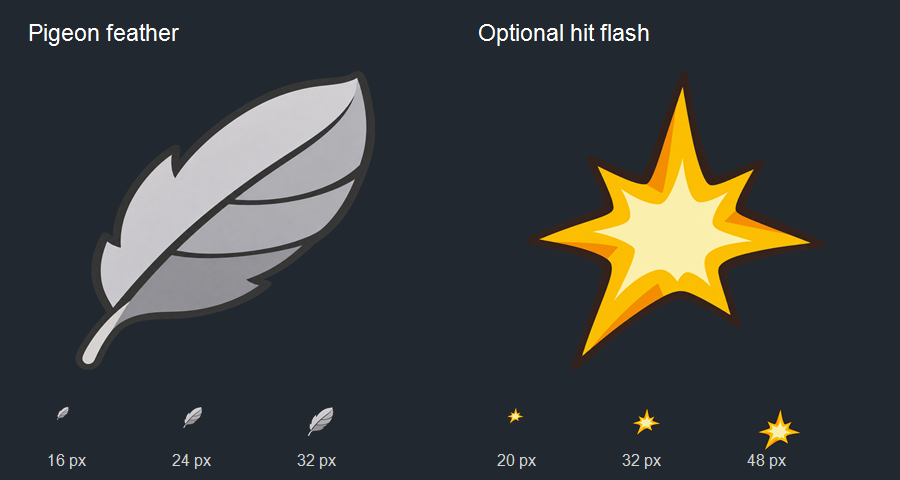 Pigeon feather
Optional hit flash
16 px
24 px
32 px
20 px
32 px
48 px